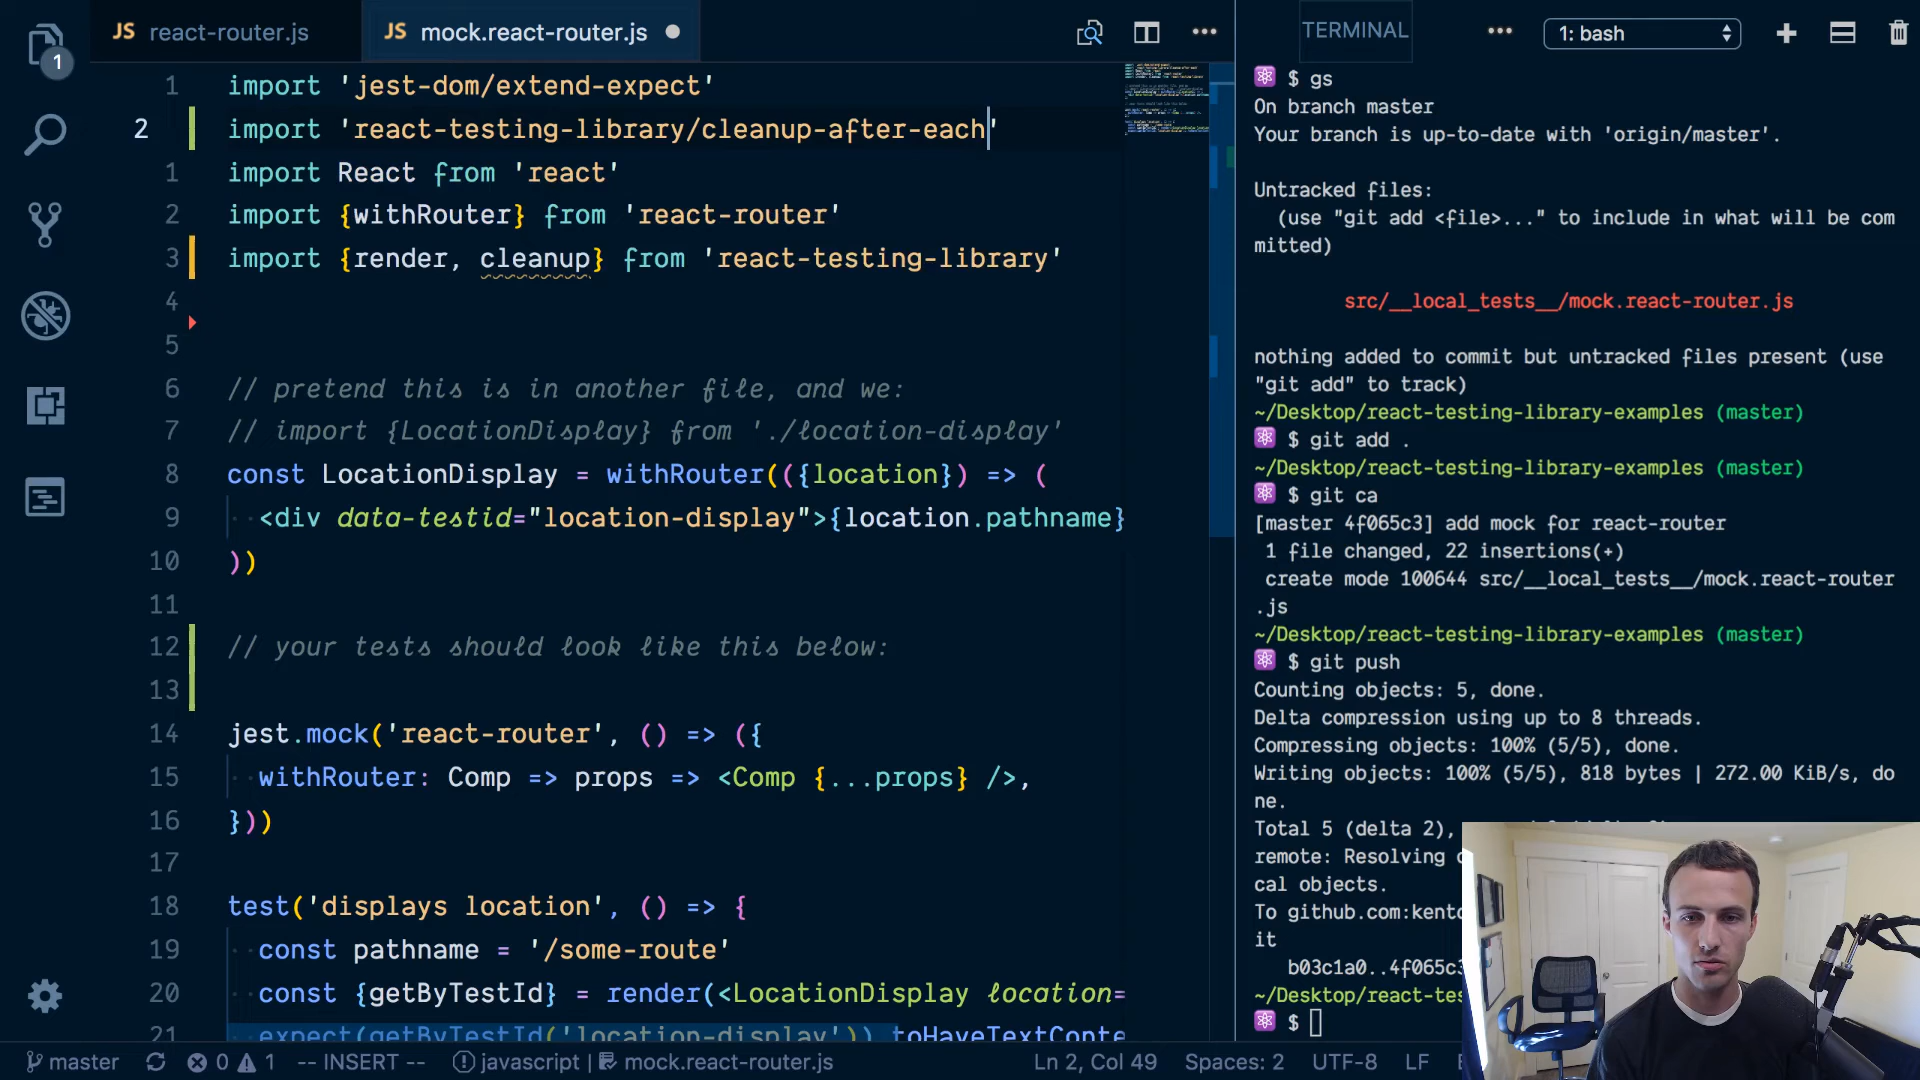 JS react-router.js
JS mock.react-router.js
1
1 import 'jest-dom/extend-expect'
2 import 'react-testing-library/cleanup-after-each'
1 import React from 'react'
2 import {withRouter} from 'react-router'
3 import {render, cleanup} from 'react-testing-library'
4
5
6 // pretend this is in another file, and we:
7 // import {LocationDisplay} from './location-display'
8 const LocationDisplay = withRouter(({location}) => (
9 <div data-testid="location-display">{location.pathname}
10 ))
11
12 // your tests should look like this below:
13
14 jest.mock('react-router', () => ({
15 withRouter: Comp => props => <Comp {...props} />,
16 }))
17
18 test('displays location', () => {
19 const pathname = '/some-route'
20 const {getByTestId} = render(<LocationDisplay location=
21 expect(getByTestId('location-display')).toHaveTextConte
master 0 1 -- INSERT -- javascript | mock.react-router.js Ln 2, Col 49 Spaces: 2 UTF-8 LF
TERMINAL
1: bash
$ gs
On branch master
Your branch is up-to-date with 'origin/master'.
Untracked files:
(use "git add <file>..." to include in what will be com
mitted)
src/__local_tests__/mock.react-router.js
nothing added to commit but untracked files present (use
"git add" to track)
~/Desktop/react-testing-library-examples (master)
$ git add .
~/Desktop/react-testing-library-examples (master)
$ git ca
[master 4f065c3] add mock for react-router
1 file changed, 22 insertions(+)
create mode 100644 src/__local_tests__/mock.react-router
.js
~/Desktop/react-testing-library-examples (master)
$ git push
Counting objects: 5, done.
Delta compression using up to 8 threads.
Compressing objects: 100% (5/5), done.
Writing objects: 100% (5/5), 818 bytes | 272.00 KiB/s, do
ne.
Total 5 (delta 2),
remote: Resolving
cal objects.
To github.com:kent
it
b03c1a0..4f065c3
~/Desktop/react-tes
$